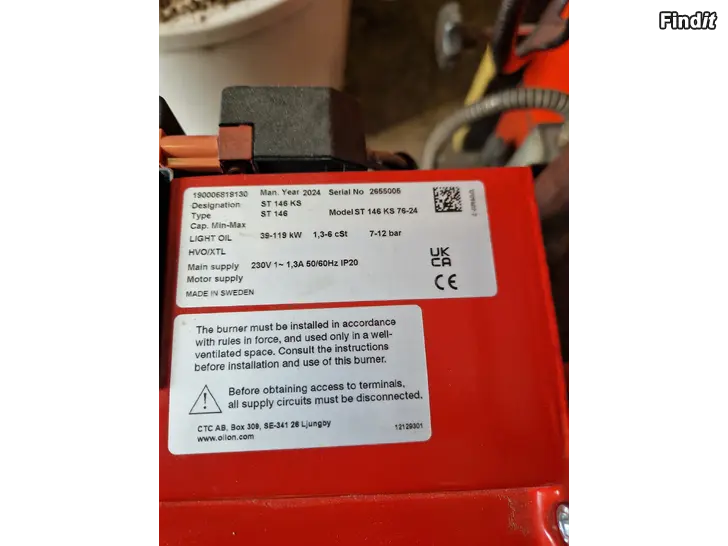 Findit
190006819130 Man. Year 2024 Serial No 2655006
Designation ST 146 KS
Type ST 146 Model ST 146 KS 76-24
Cap. Min-Max
LIGHT OIL 39-119 kW 1,3-6 cSt 7-12 bar
HVO/XTL
Main supply 230V 1~ 1,3A 50/60Hz IP20
Motor supply
MADE IN SWEDEN
UK
CA
CE
The burner must be installed in accordance
with rules in force, and used only in a well-
ventilated space. Consult the instructions
before installation and use of this burner.
Before obtaining access to terminals,
all supply circuits must be disconnected.
CTC AB, Box 309, SE-341 26 Ljungby
www.oilon.com 12129301